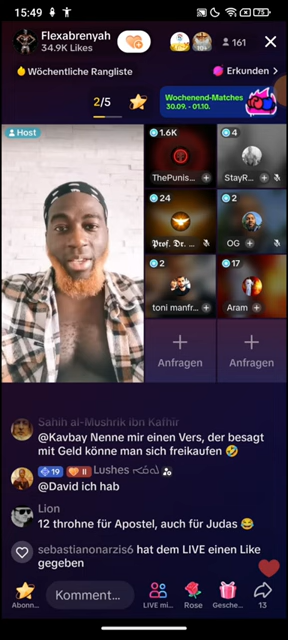 15:49
75
Flexabrenyah
34.9K Likes
161
Wöchentliche Rangliste
Erkunden >
2/5
Wochenend-Matches
30.09. - 01.10.
Host
1.6K
ThePunis...
4
StayR...
24
𝕻𝖗𝖔𝖋. 𝕯𝖗. ...
2
OG
2
toni manfr...
17
Aram
Anfragen
Anfragen
Sahih al-Mushrik ibn Kafhir
@Kavbay Nenne mir einen Vers, der besagt
mit Geld könne man sich freikaufen 🤣
19
II
Lushes
@David ich hab
Lion
12 throhne für Apostel, auch für Judas 😂
sebastianonarzis6 hat dem LIVE einen Like
gegeben
Abonn...
Komment...
LIVE mi...
Rose
Gesche...
13